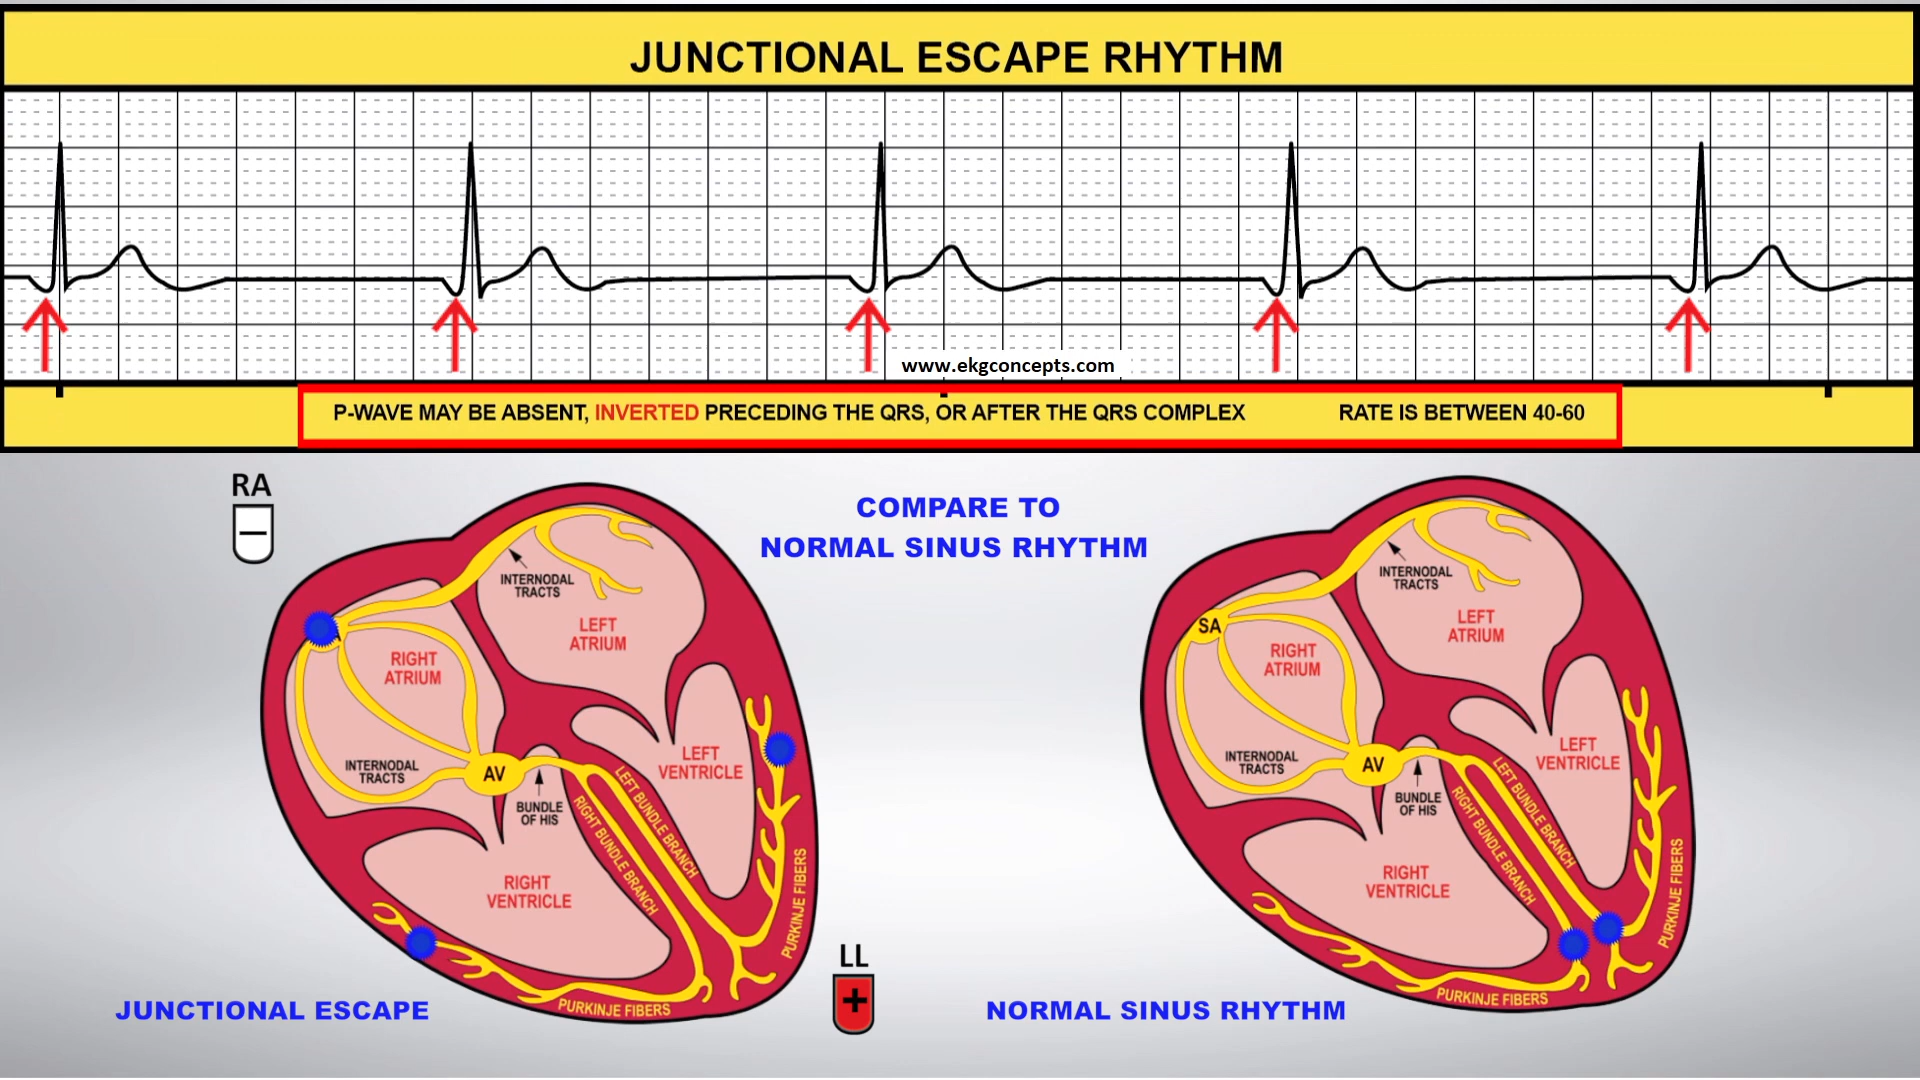 JUNCTIONAL ESCAPE RHYTHM
www.ekgconcepts.com
P-WAVE MAY BE ABSENT, INVERTED PRECEDING THE QRS, OR AFTER THE QRS COMPLEX RATE IS BETWEEN 40-60
RA
COMPARE TO
NORMAL SINUS RHYTHM
INTERNODAL
TRACTS
LEFT
ATRIUM
RIGHT
ATRIUM
INTERNODAL
TRACTS
AV
BUNDLE
OF HIS
LEFT
VENTRICLE
LEFT BUNDLE BRANCH
RIGHT BUNDLE BRANCH
RIGHT
VENTRICLE
PURKINJE FIBERS
PURKINJE FIBERS
JUNCTIONAL ESCAPE
LL
+
INTERNODAL
TRACTS
LEFT
ATRIUM
SA
RIGHT
ATRIUM
INTERNODAL
TRACTS
AV
BUNDLE
OF HIS
LEFT
VENTRICLE
LEFT BUNDLE BRANCH
RIGHT BUNDLE BRANCH
RIGHT
VENTRICLE
PURKINJE FIBERS
PURKINJE FIBERS
NORMAL SINUS RHYTHM